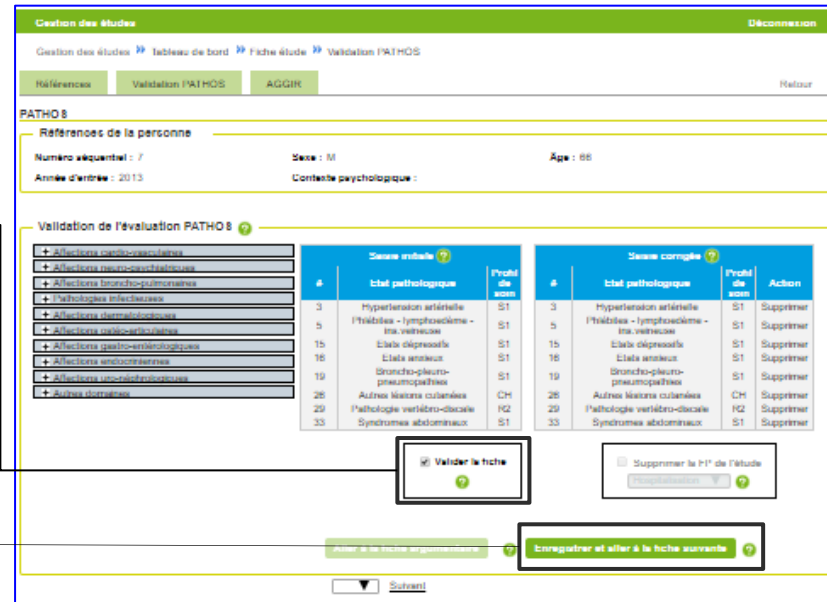 Gestion des études Déconnexion
Gestion des études » Tableau de bord » Fiche étude » Validation PATHOS
Références Validation PATHOS AGGIR Retour
PATHOS
Références de la personne
Numéro séquentiel : 7 Sexe : M Âge : 66
Année d'entrée : 2013 Contexte psychologique :
Validation de l'évaluation PATHOS ?
+ Affections cardio-vasculaires
+ Affections neuro-psychiatriques
+ Affections broncho-pulmonaires
+ Pathologies infectieuses
+ Affections dermatologiques
+ Affections ostéo-articulaires
+ Affections gastro-entérologiques
+ Affections endocriniennes
+ Affections uro-néphrologiques
+ Autres domaines
Saisie initiale ?
# Etat pathologique Profil de soin
3 Hypertension artérielle S1
5 Phlébites - lymphoedème - ins.veineuse S1
15 Etats dépressifs S1
16 Etats anxieux S1
19 Broncho-pleuro-pneumopathies S1
26 Autres lésions cutanées CH
29 Pathologie vertébro-discale R2
33 Syndromes abdominaux S1
Saisie corrigée ?
# Etat pathologique Profil de soin Action
3 Hypertension artérielle S1 Supprimer
5 Phlébites - lymphoedème - ins.veineuse S1 Supprimer
15 Etats dépressifs S1 Supprimer
16 Etats anxieux S1 Supprimer
19 Broncho-pleuro-pneumopathies S1 Supprimer
26 Autres lésions cutanées CH Supprimer
29 Pathologie vertébro-discale R2 Supprimer
33 Syndromes abdominaux S1 Supprimer
Valider la fiche
?
Supprimer la F° de l'étude
Hospitalisation ▼ ?
Aller à la fiche argumentaire ? Enregistrer et aller à la fiche suivante ?
▼ Suivant